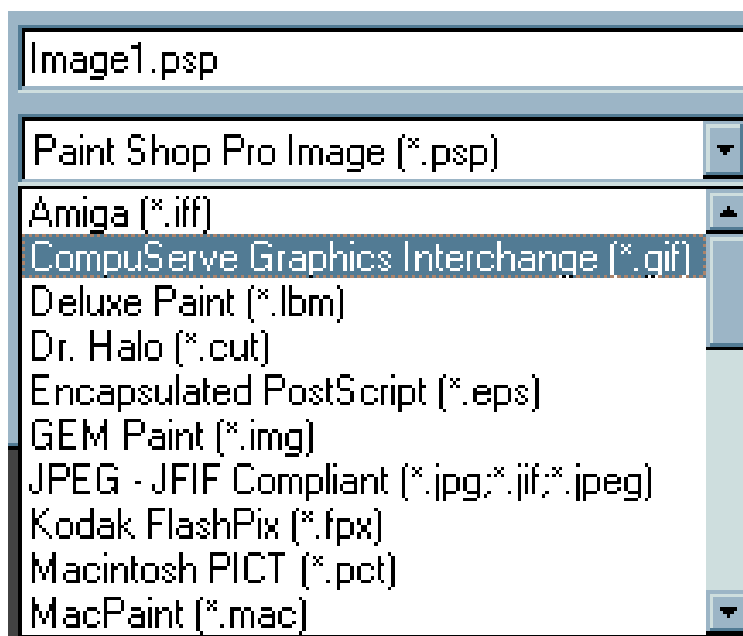 Image1.psp
Paint Shop Pro Image (*.psp)
Amiga (*.iff)
CompuServe Graphics Interchange (*.gif)
Deluxe Paint (*.lbm)
Dr. Halo (*.cut)
Encapsulated PostScript (*.eps)
GEM Paint (*.img)
JPEG - JFIF Compliant (*.jpg;*.jif;*.jpeg)
Kodak FlashPix (*.fpx)
Macintosh PICT (*.pct)
MacPaint (*.mac)